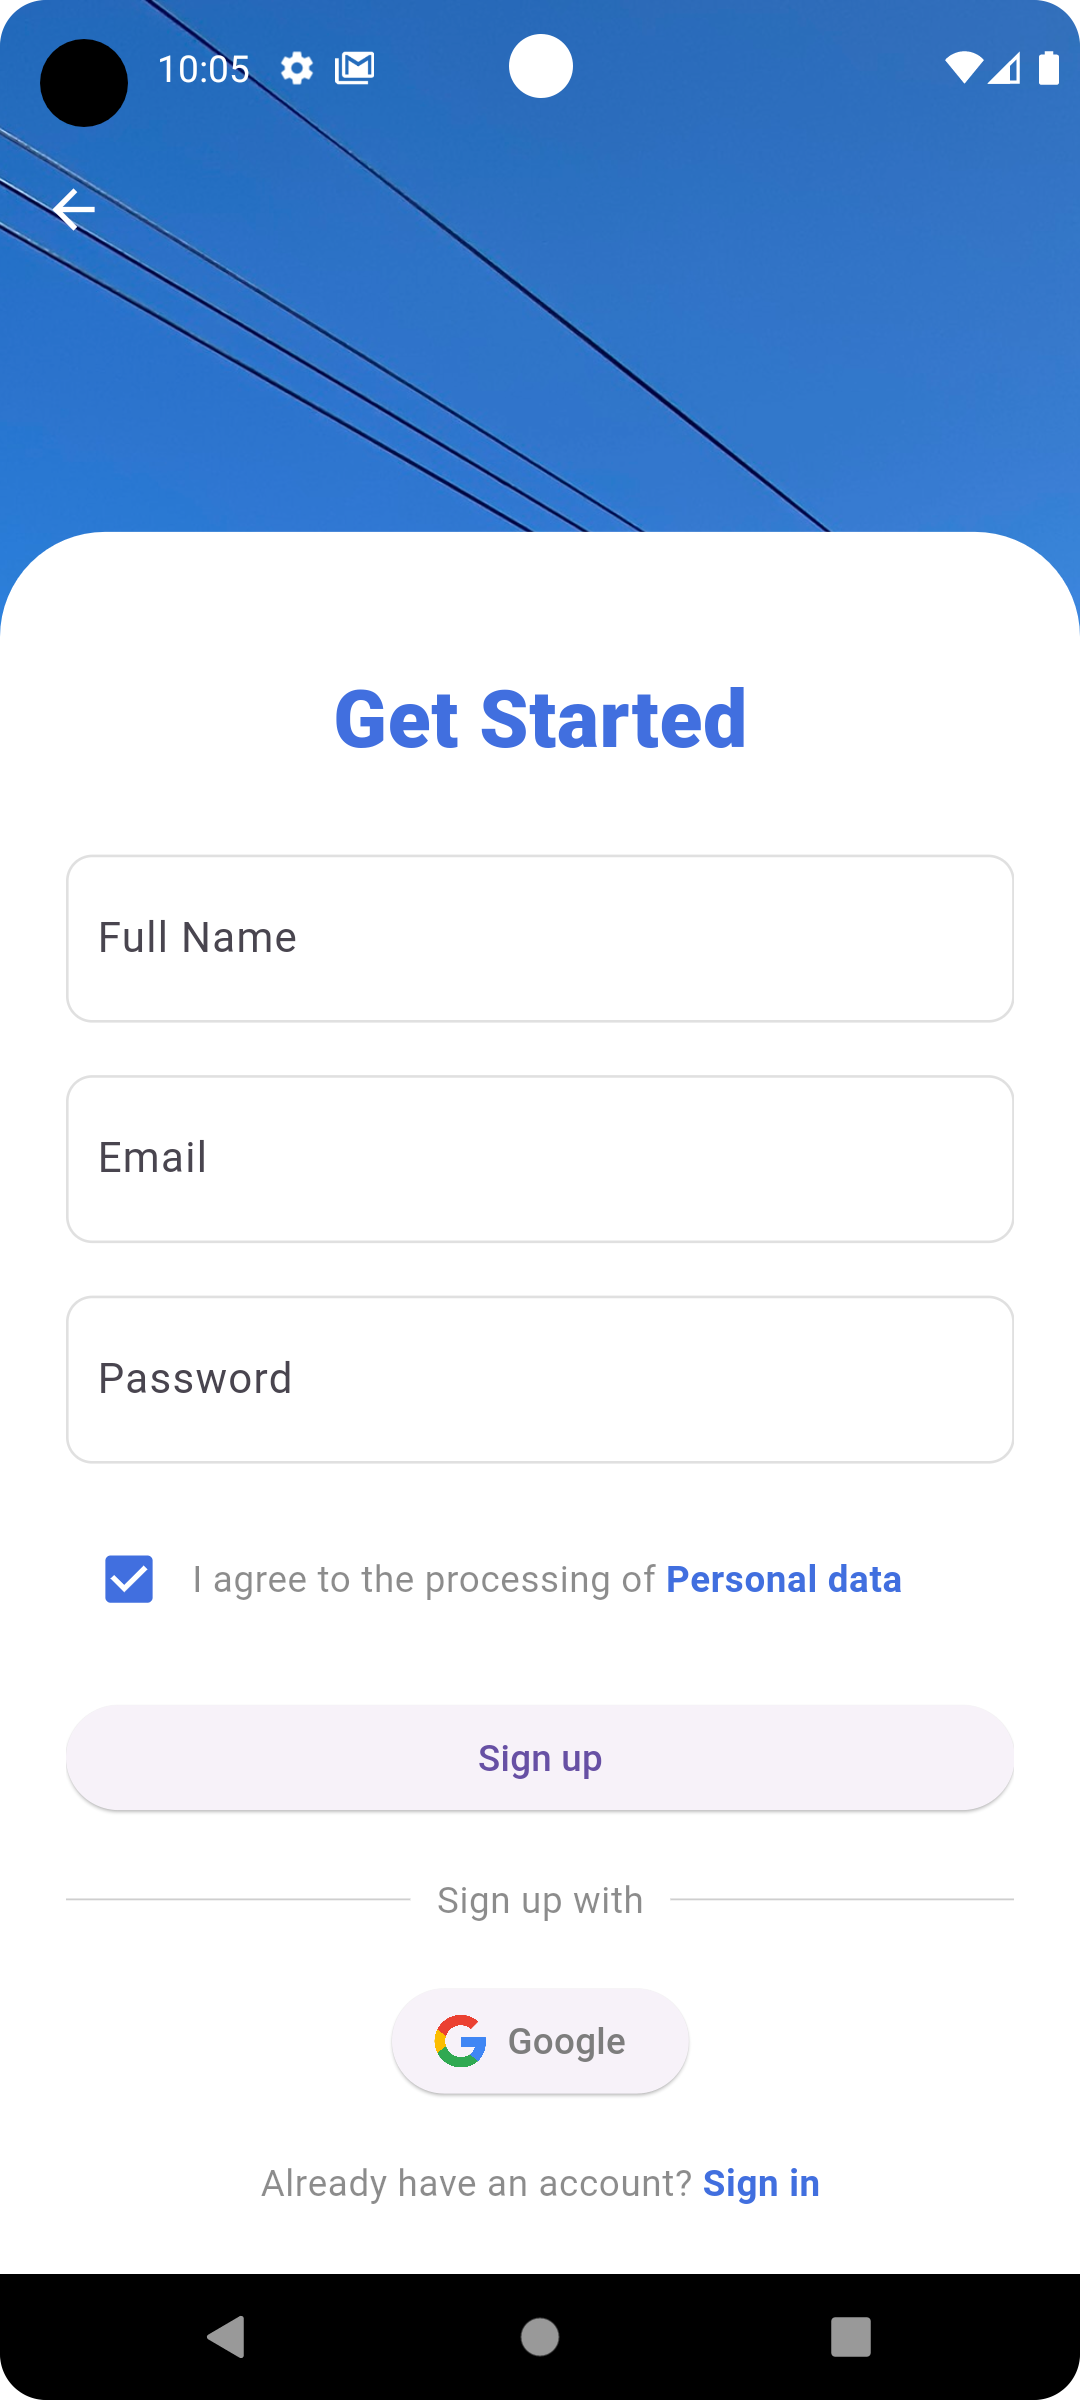 10:05
Get Started
Full Name
Email
Password
I agree to the processing of Personal data
Sign up
Sign up with
Google
Already have an account? Sign in